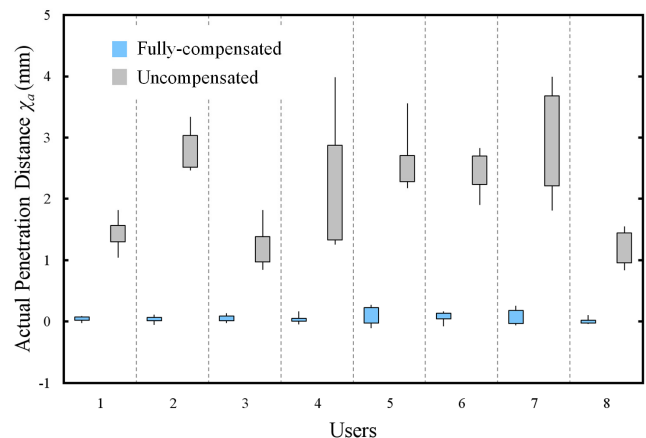 Fully-compensated
Uncompensated
Actual Penetration Distance χa (mm)
5
4
3
2
1
0
-1
1 2 3 4 5 6 7 8
Users